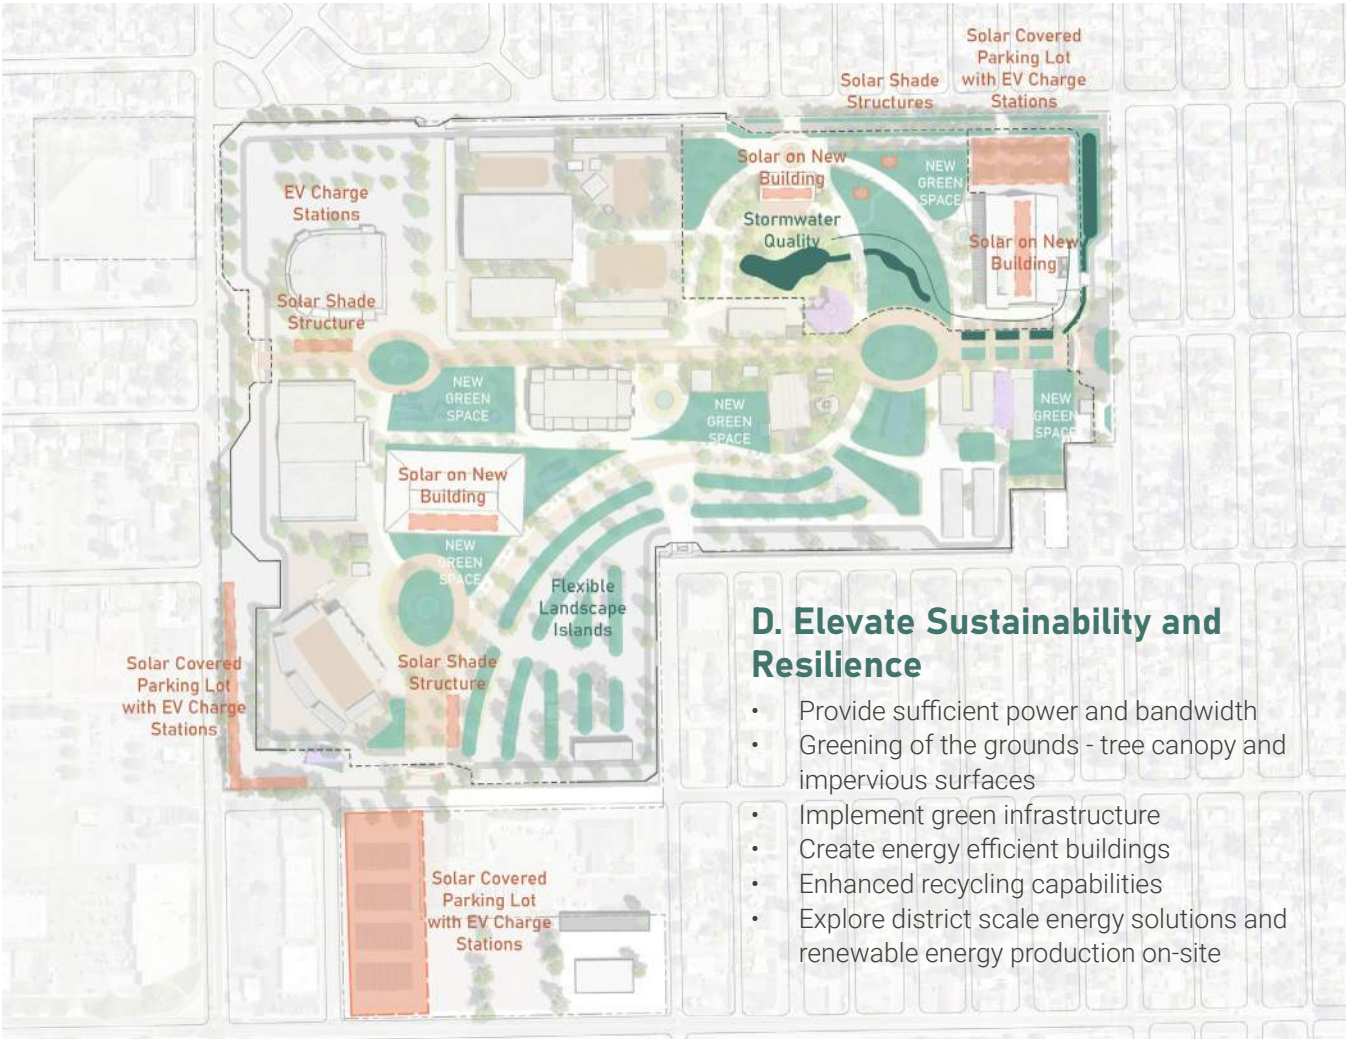 Solar Covered
Parking Lot
with EV Charge
Stations
Solar Shade
Structures
Solar on New
Building
NEW
GREEN
SPACE
EV Charge
Stations
Stormwater
Quality
Solar on New
Building
Solar Shade
Structure
NEW
GREEN
SPACE
NEW
GREEN
SPACE
NEW
GREEN
SPACE
Solar on New
Building
NEW
GREEN
SPACE
Flexible
Landscape
Islands
Solar Covered
Parking Lot
with EV Charge
Stations
Solar Shade
Structure
Solar Covered
Parking Lot
with EV Charge
Stations
D. Elevate Sustainability and
Resilience
• Provide sufficient power and bandwidth
• Greening of the grounds - tree canopy and
impervious surfaces
• Implement green infrastructure
• Create energy efficient buildings
• Enhanced recycling capabilities
• Explore district scale energy solutions and
renewable energy production on-site